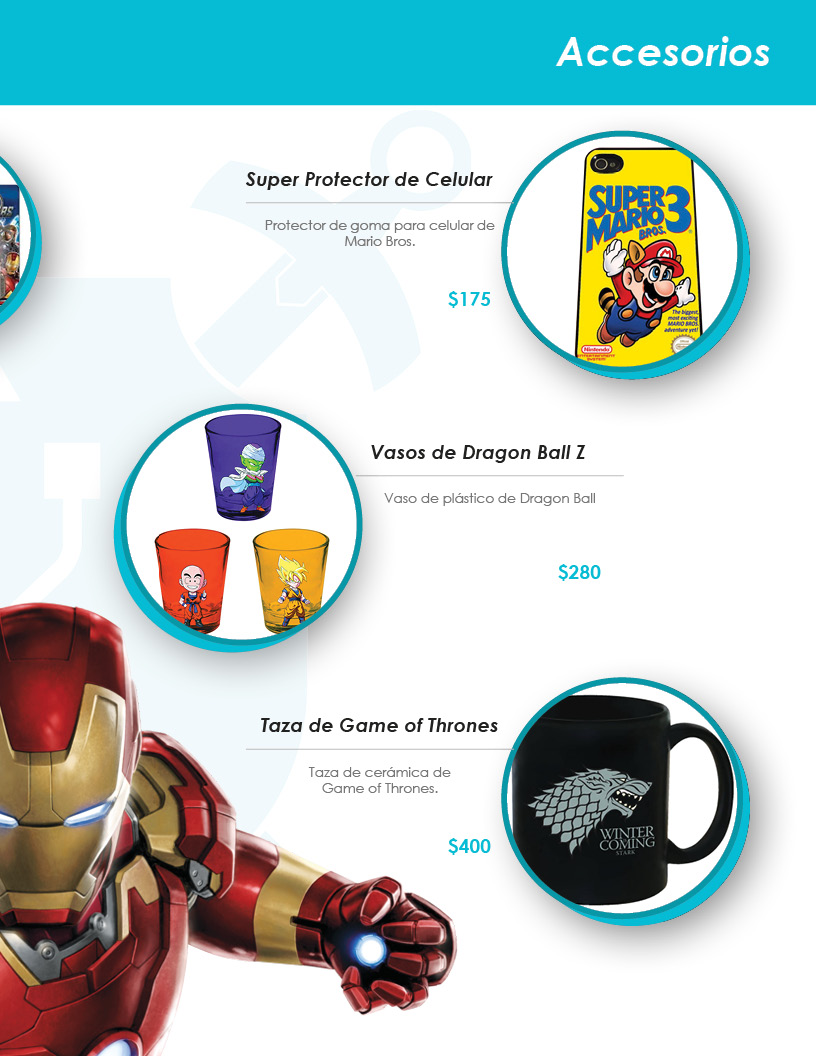 Accesorios
Super Protector de Celular
Protector de goma para celular de
Mario Bros.
$175
SUPER
MARIO 3
BROS.
The biggest,
most exciting
MARIO BROS.
adventure yet!
Nintendo
ENTERTAINMENT
SYSTEM
Vasos de Dragon Ball Z
Vaso de plástico de Dragon Ball
$280
Taza de Game of Thrones
Taza de cerámica de
Game of Thrones.
$400
WINTER
COMING
STARK